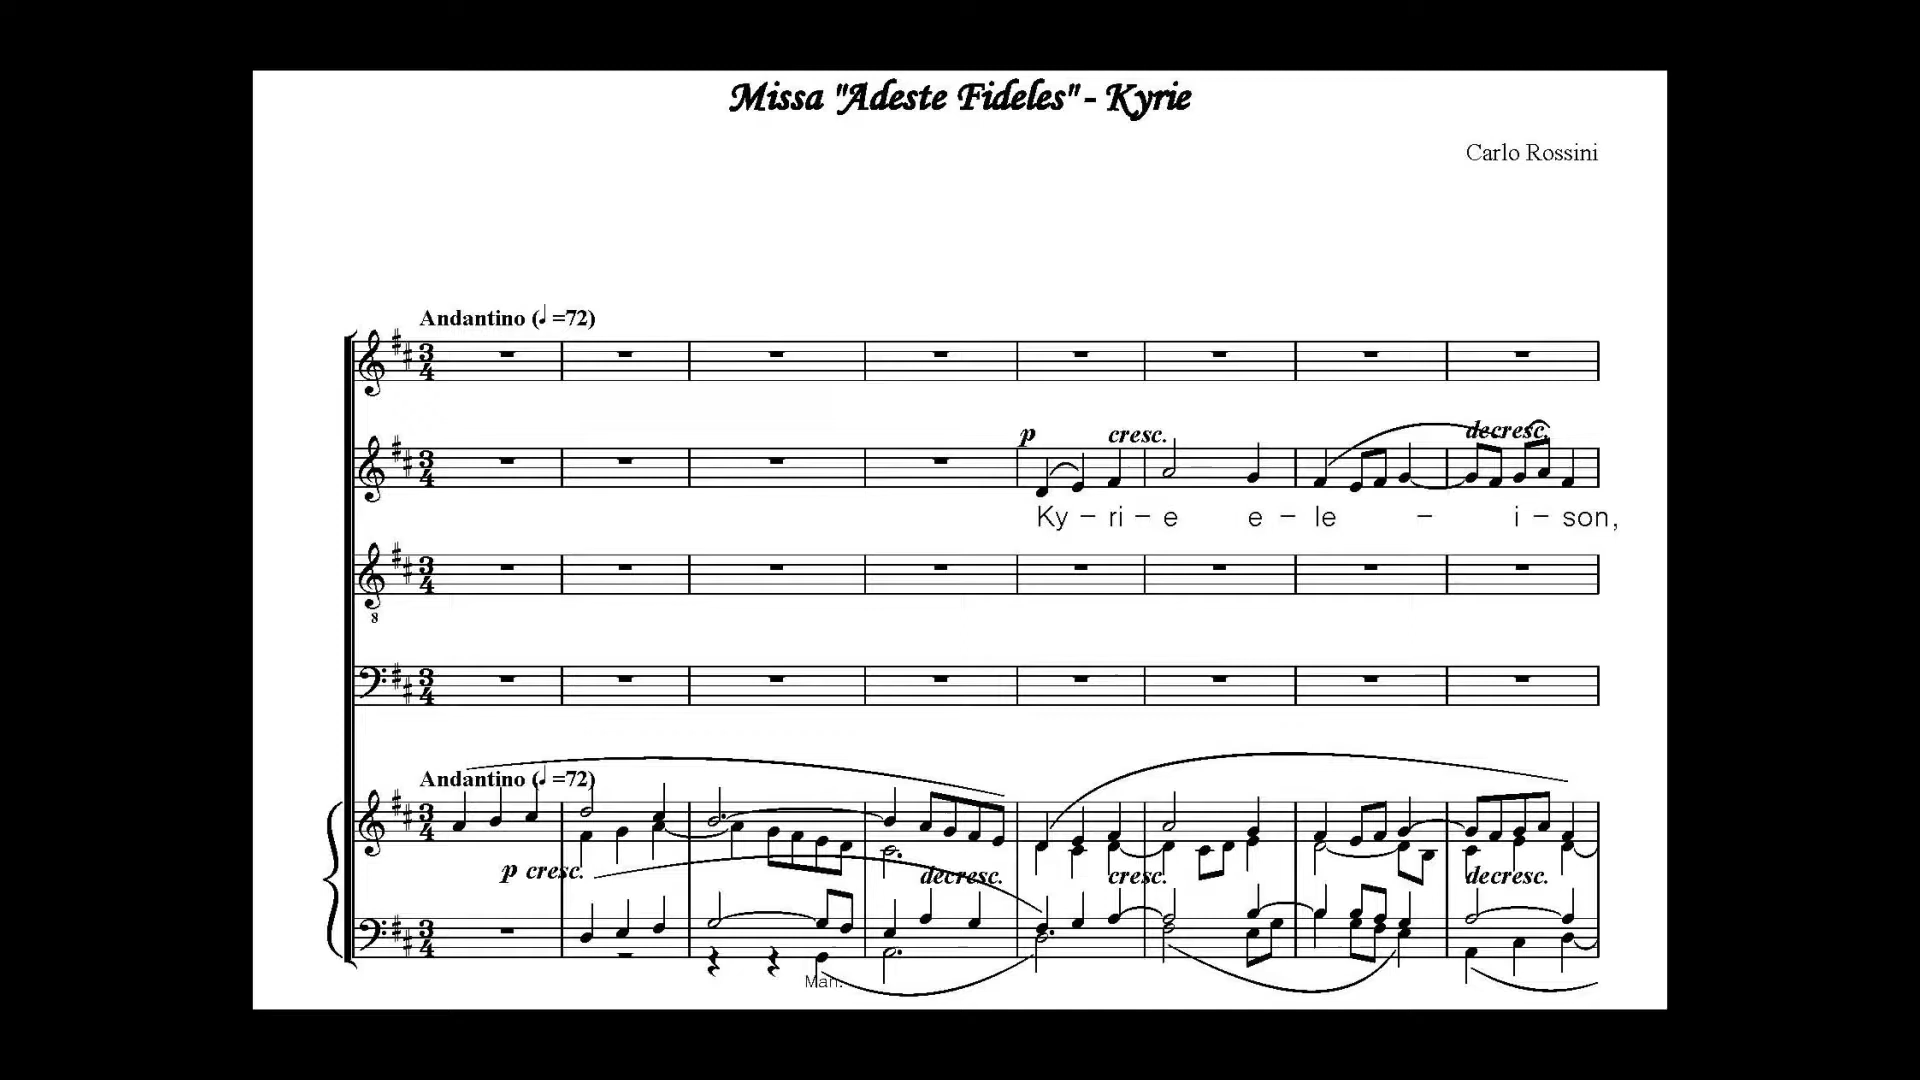 Missa "Adeste Fideles" - Kyrie
Carlo Rossini
Andantino (♩ =72)
p cresc. decresc.
Ky – ri – e e – le – i – son,
Andantino (♩ =72)
p cresc. decresc. cresc. decresc.
Man.